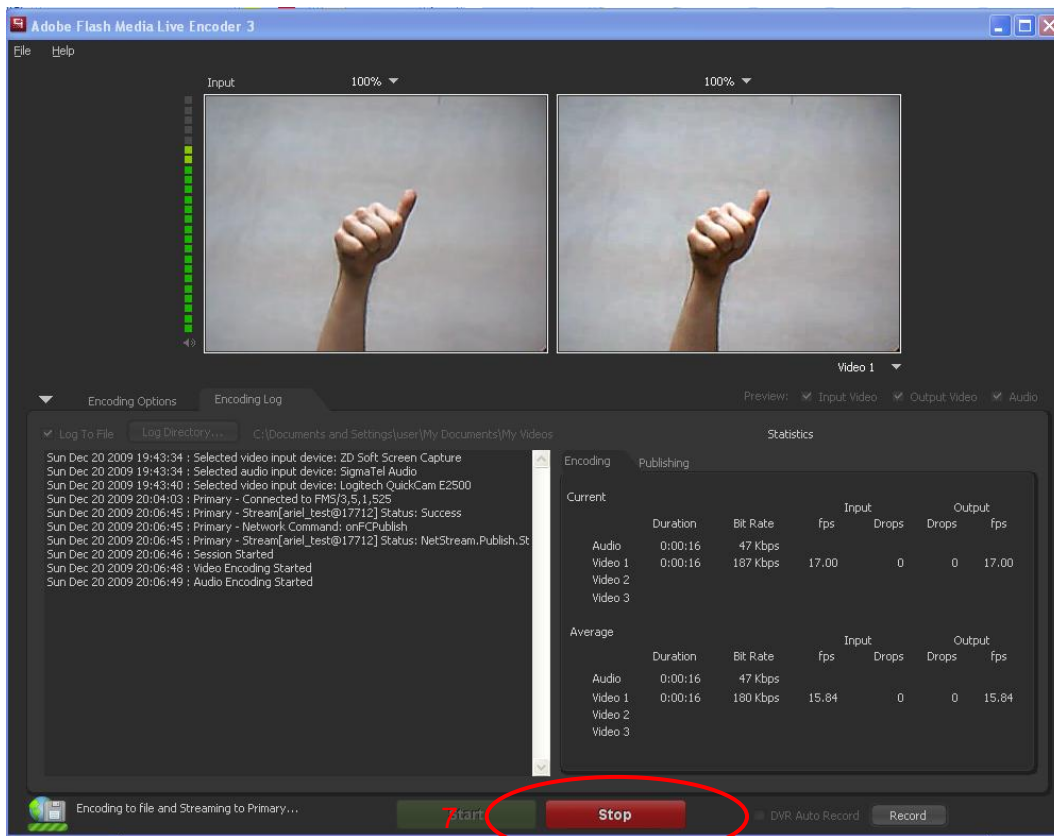 Adobe Flash Media Live Encoder 3
File Help
Input 100% 100%
Video 1
Encoding Options Encoding Log Preview: Input Video Output Video Audio
Log To File Log Directory... C:\Documents and Settings\user\My Documents\My Videos
Statistics
Sun Dec 20 2009 19:43:34 : Selected video input device: ZD Soft Screen Capture
Sun Dec 20 2009 19:43:34 : Selected audio input device: SigmaTel Audio
Sun Dec 20 2009 19:43:40 : Selected video input device: Logitech QuickCam E2500
Sun Dec 20 2009 20:04:03 : Primary - Connected to FMS/3,5,1,525
Sun Dec 20 2009 20:06:45 : Primary - Stream[ariel_test@17712] Status: Success
Sun Dec 20 2009 20:06:45 : Primary - Network Command: onFCPublish
Sun Dec 20 2009 20:06:45 : Primary - Stream[ariel_test@17712] Status: NetStream.Publish.St
Sun Dec 20 2009 20:06:46 : Session Started
Sun Dec 20 2009 20:06:48 : Video Encoding Started
Sun Dec 20 2009 20:06:49 : Audio Encoding Started
Encoding Publishing
Current
Input Output
Duration Bit Rate fps Drops Drops fps
Audio 0:00:16 47 Kbps
Video 1 0:00:16 187 Kbps 17.00 0 0 17.00
Video 2
Video 3
Average
Input Output
Duration Bit Rate fps Drops Drops fps
Audio 0:00:16 47 Kbps
Video 1 0:00:16 180 Kbps 15.84 0 0 15.84
Video 2
Video 3
Encoding to file and Streaming to Primary... 7 Start Stop DVR Auto Record Record